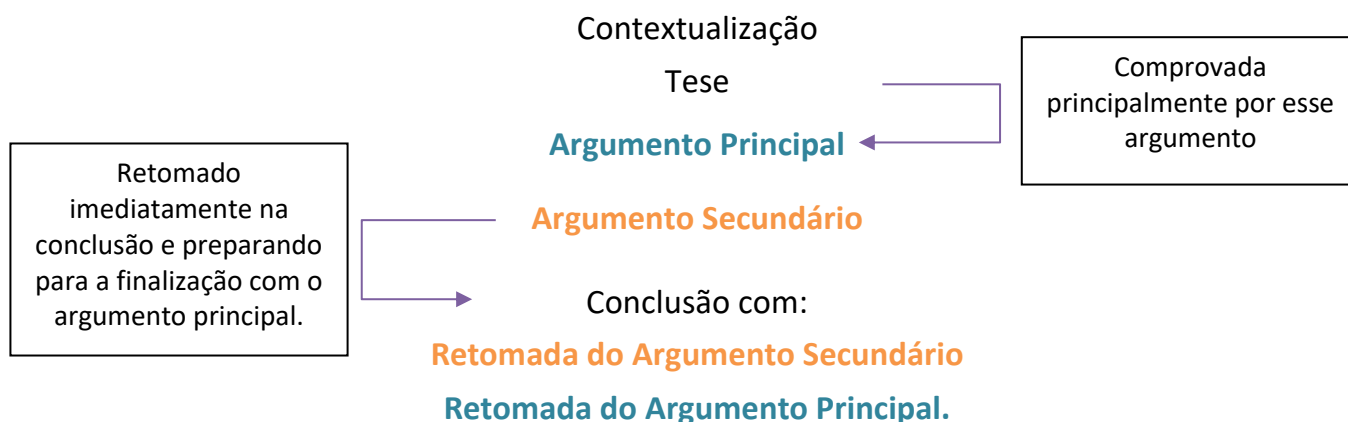 Contextualização
Tese
Comprovada
principalmente por esse
argumento
Argumento Principal
Retomado
imediatamente na
conclusão e preparando
para a finalização com o
argumento principal.
Argumento Secundário
Conclusão com:
Retomada do Argumento Secundário
Retomada do Argumento Principal.